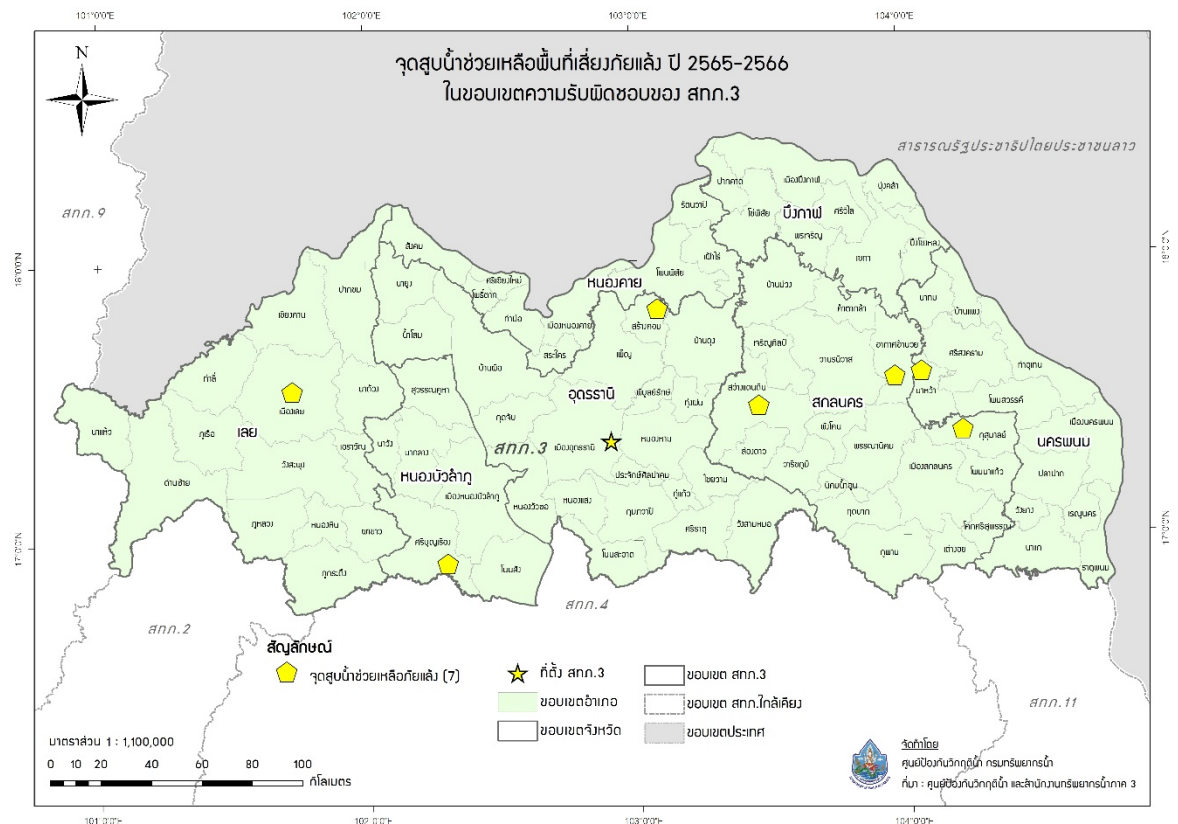 101°0'0"E 102°0'0"E 103°0'0"E 104°0'0"E
N
จุดสูบน้ำช่วยเหลือพื้นที่เสี่ยงภัยแล้ง ปี 2565-2566
ในขอบเขตความรับผิดชอบของ สทภ.3
สาธารณรัฐประชาธิปไตยประชาชนลาว
สทภ.9
18°0'0"N
18°0'0"N
ปากคาด
เมืองบึงกาฬ
บุ่งคล้า
รัตนวาปี
โซ่พิสัย
บึงกาฬ
ศรีวิไล
พรเจริญ
สังคม
เฝ้าไร่
เซกา
บึงโขงหลง
ปากชม
นายูง
ศรีเชียงใหม่
โพธิ์ตาก
หนองคาย
โพนพิสัย
บ้านม่วง
นาทม
เชียงคาน
น้ำโสม
ท่าบ่อ
เมืองหนองคาย
สร้างคอม
คำตากล้า
บ้านแพง
สระใคร
เพ็ญ
บ้านดุง
เจริญศิลป์
วานรนิวาส
อากาศอำนวย
ศรีสงคราม
ท่าอุเทน
ท่าลี่
เมืองเลย
นาด้วง
สุวรรณคูหา
บ้านผือ
อุดรธานี
พิบูลย์รักษ์
ทุ่งฝน
สว่างแดนดิน
สกลนคร
นาหว้า
โพนสวรรค์
นาแห้ว
ภูเรือ
เลย
เอราวัณ
นาวัง
กุดจับ
สทภ.3
เมืองอุดรธานี
หนองหาน
พังโคน
พรรณานิคม
กุสุมาลย์
เมืองนครพนม
นครพนม
ด่านซ้าย
วังสะพุง
นากลาง
หนองบัวลำภู
เมืองหนองบัวลำภู
ประจักษ์ศิลปาคม
ไชยวาน
ส่องดาว
วาริชภูมิ
เมืองสกลนคร
โพนนาแก้ว
ปลาปาก
นิคมน้ำอูน
ภูหลวง
หนองหิน
ผาขาว
หนองวัวซอ
หนองแสง
กุมภวาปี
กู่แก้ว
วังสามหมอ
กุดบาก
วังยาง
เรณูนคร
17°0'0"N
17°0'0"N
ภูกระดึง
ศรีบุญเรือง
โนนสัง
โนนสะอาด
ศรีธาตุ
ภูพาน
เต่างอย
โคกศรีสุพรรณ
นาแก
ธาตุพนม
สทภ.2
สทภ.4
สทภ.11
สัญลักษณ์
จุดสูบน้ำช่วยเหลือภัยแล้ง (7)
ที่ตั้ง สทภ.3
ขอบเขต สทภ.3
ขอบเขตอำเภอ
ขอบเขต สทภ.ใกล้เคียง
ขอบเขตจังหวัด
ขอบเขตประเทศ
มาตราส่วน 1 : 1,100,000
0 10 20 40 60 80 100
กิโลเมตร
จัดทำโดย
ศูนย์ป้องกันวิกฤติน้ำ กรมทรัพยากรน้ำ
ที่มา : ศูนย์ป้องกันวิกฤติน้ำ และสำนักงานทรัพยากรน้ำภาค 3
101°0'0"E 102°0'0"E 103°0'0"E 104°0'0"E